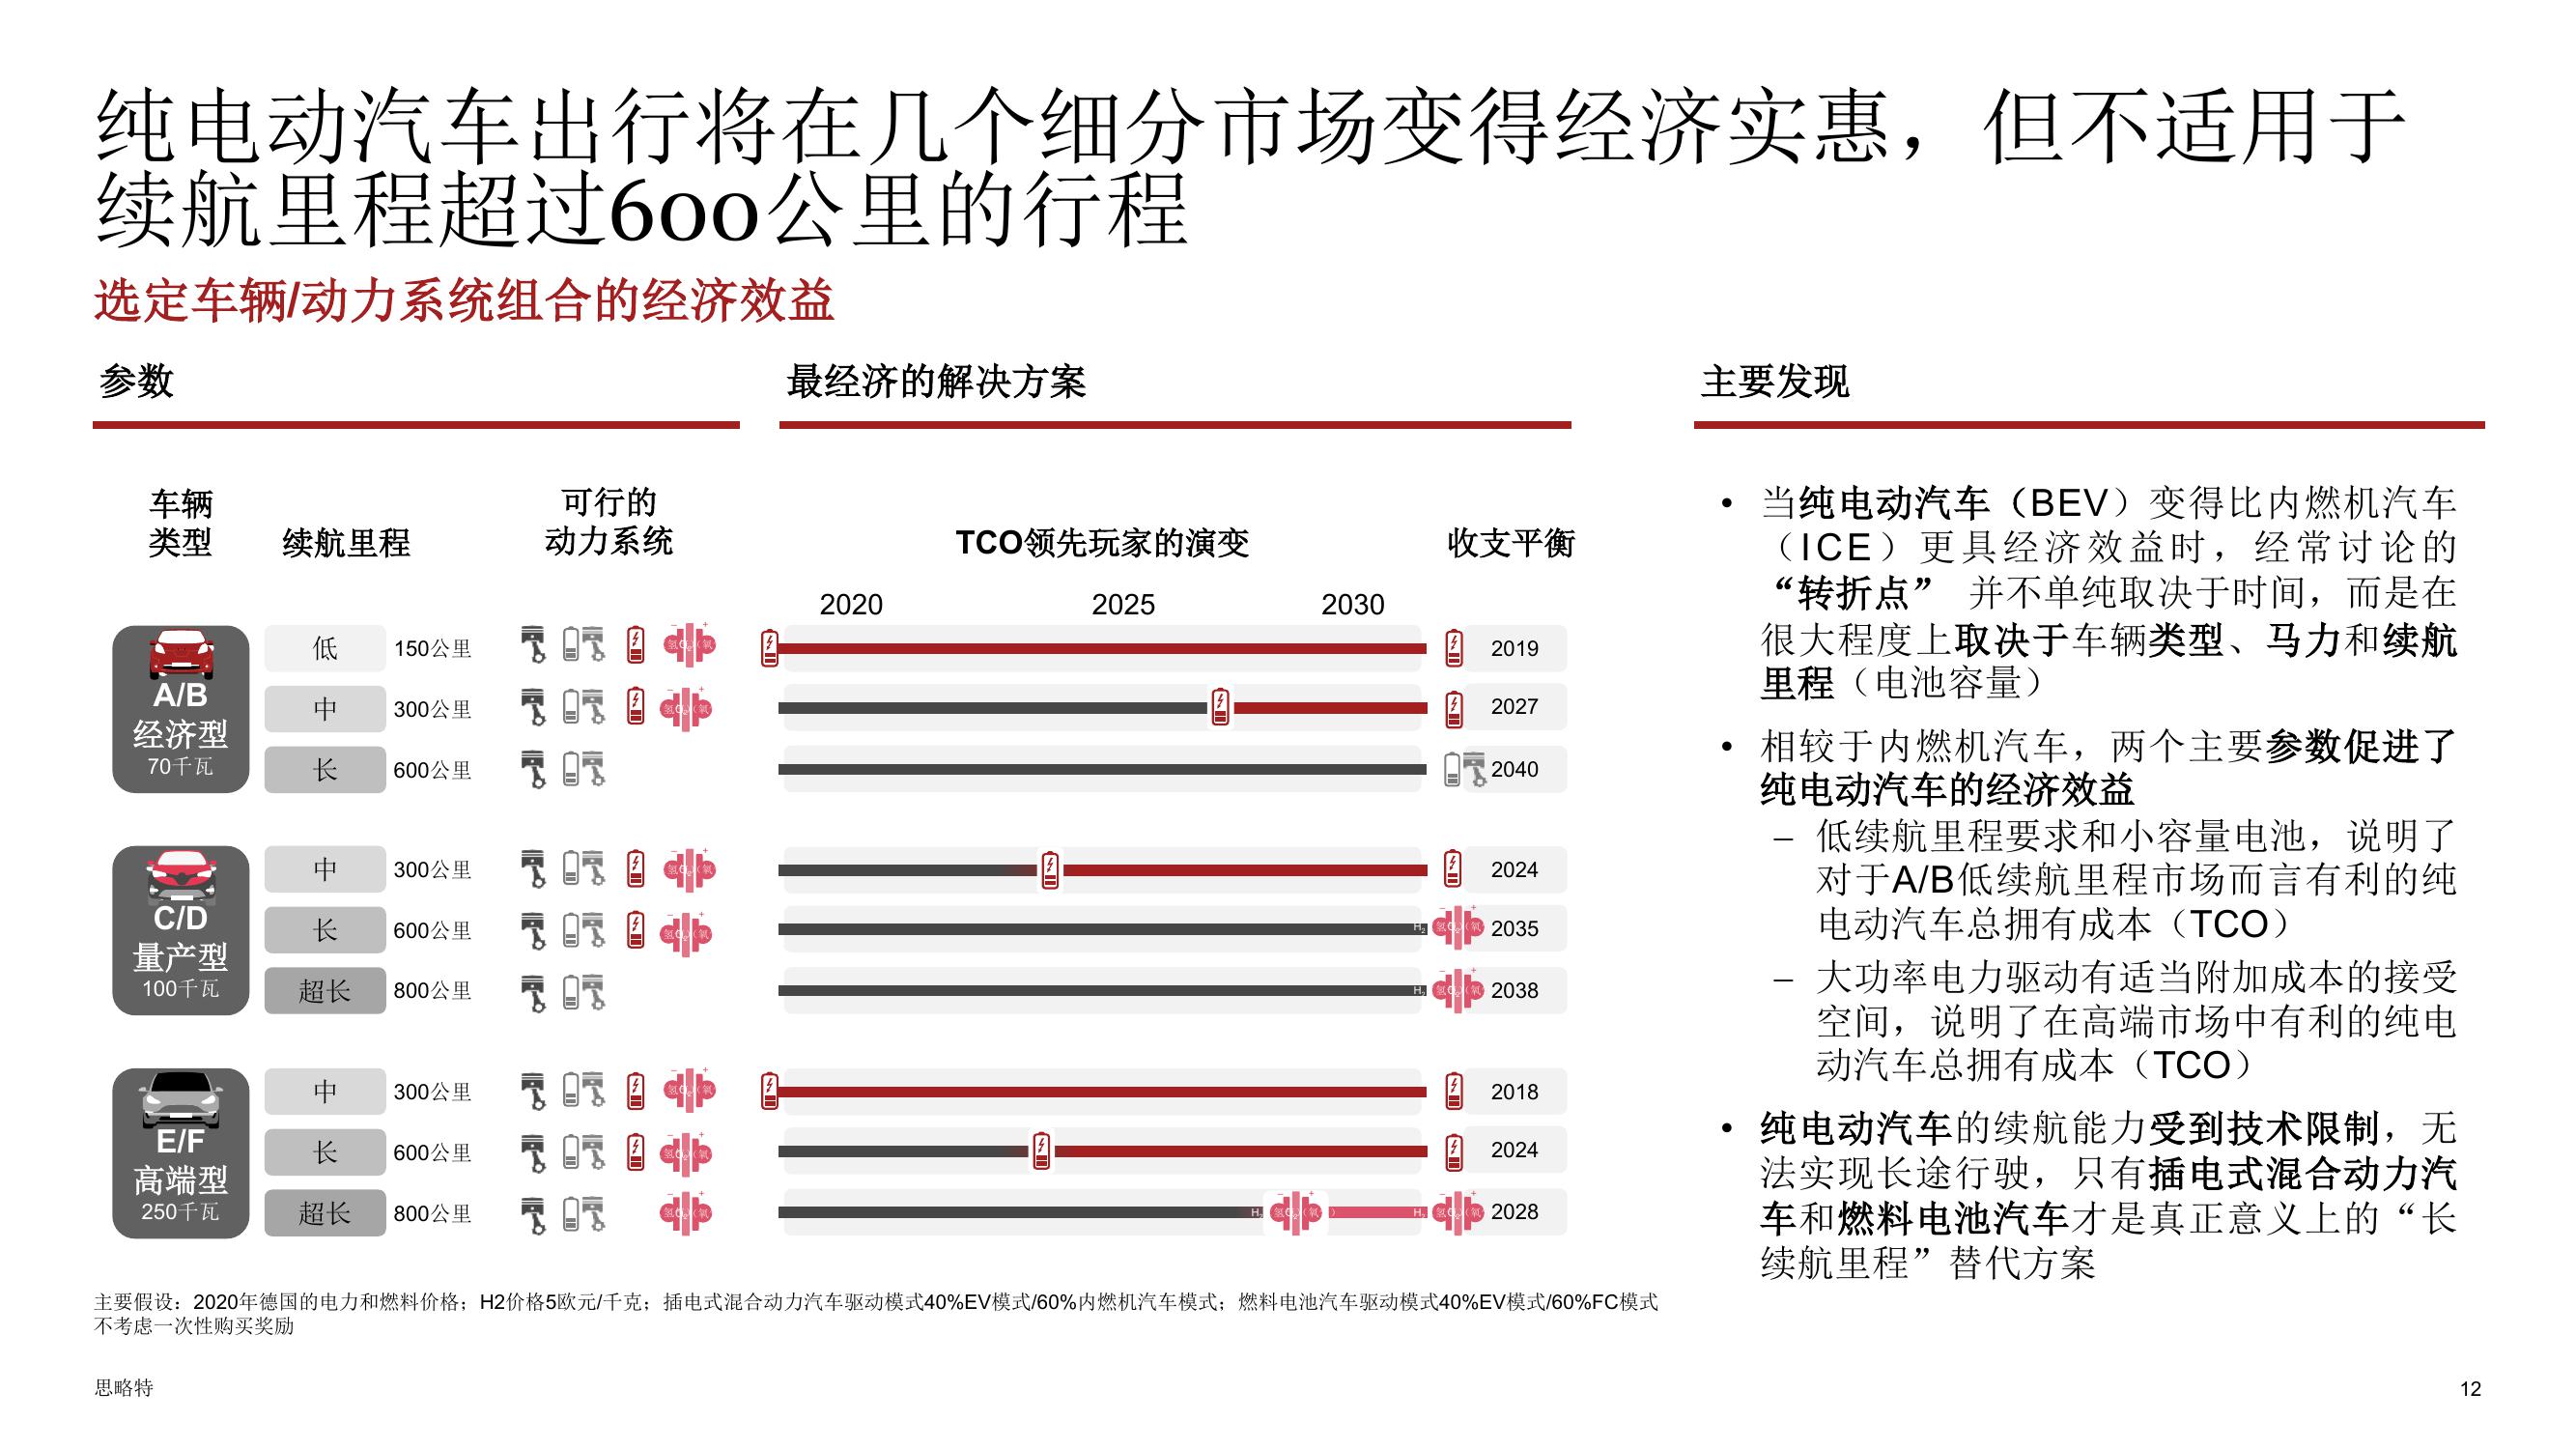 纯电动汽车出行将在几个细分市场变得经济实惠，但不适用于
续航里程超过600公里的行程
选定车辆/动力系统组合的经济效益
参数
最经济的解决方案
主要发现
车辆
类型
续航里程
可行的
动力系统
TCO领先玩家的演变
收支平衡
2020
2025
2030
A/B
经济型
70千瓦
低
150公里
2019
中
300公里
2027
长
600公里
2040
C/D
量产型
100千瓦
中
300公里
2024
长
600公里
H₂
2035
超长
800公里
H₂
2038
E/F
高端型
250千瓦
中
300公里
2018
长
600公里
2024
超长
800公里
H₂
H₂
2028
• 当纯电动汽车（BEV）变得比内燃机汽车
（ICE）更具经济效益时，经常讨论的
“转折点” 并不单纯取决于时间，而是在
很大程度上取决于车辆类型、马力和续航
里程（电池容量）
• 相较于内燃机汽车，两个主要参数促进了
纯电动汽车的经济效益
– 低续航里程要求和小容量电池，说明了
对于A/B低续航里程市场而言有利的纯
电动汽车总拥有成本（TCO）
– 大功率电力驱动有适当附加成本的接受
空间，说明了在高端市场中有利的纯电
动汽车总拥有成本（TCO）
• 纯电动汽车的续航能力受到技术限制，无
法实现长途行驶，只有插电式混合动力汽
车和燃料电池汽车才是真正意义上的“长
续航里程”替代方案
主要假设：2020年德国的电力和燃料价格；H2价格5欧元/千克；插电式混合动力汽车驱动模式40%EV模式/60%内燃机汽车模式；燃料电池汽车驱动模式40%EV模式/60%FC模式
不考虑一次性购买奖励
思略特
12